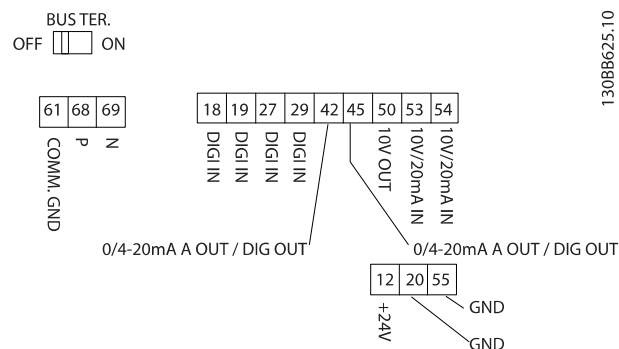 BUS TER.
OFF ON
130BB625.10
61 68 69
COMM. GND
P
N
18 19 27 29 42 45 50 53 54
DIGI IN
DIGI IN
DIGI IN
DIGI IN
10V OUT
10V/20mA IN
10V/20mA IN
0/4-20mA A OUT / DIG OUT
0/4-20mA A OUT / DIG OUT
12 20 55
+24V
GND
GND